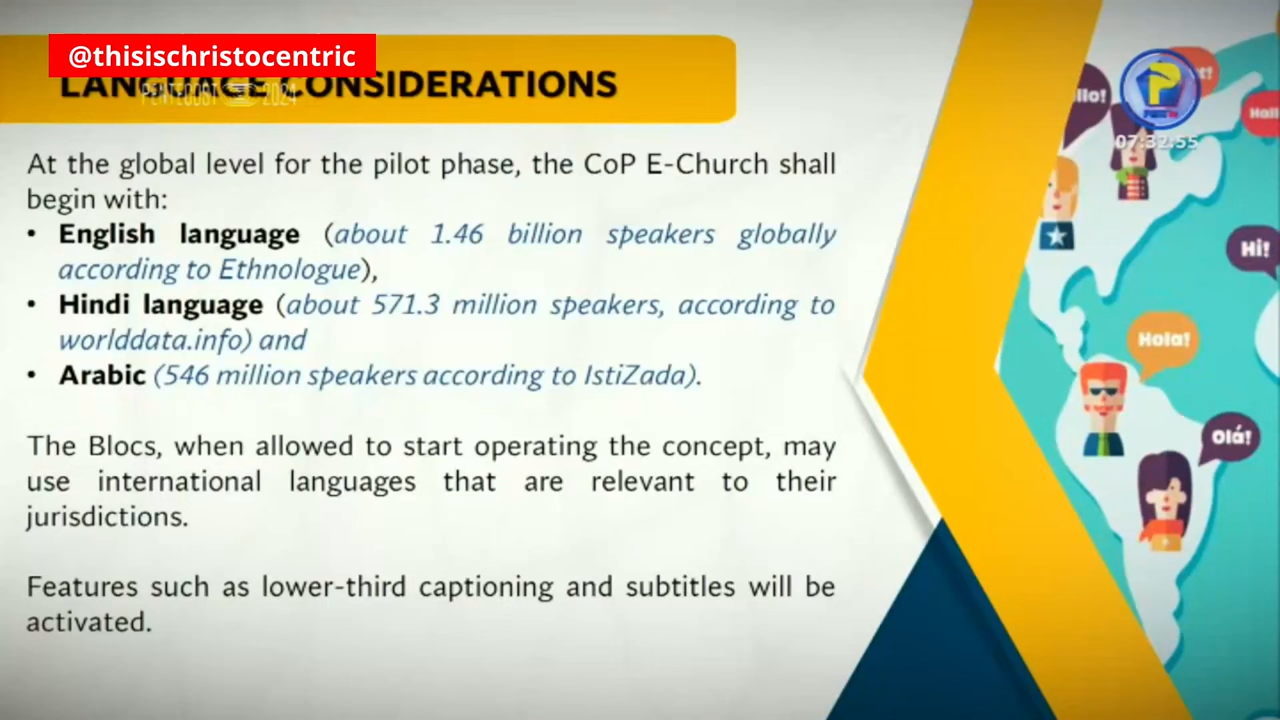 @thisischristocentric
LANGUAGE CONSIDERATIONS
PENTECOST 2024
At the global level for the pilot phase, the CoP E-Church shall
begin with:
• English language (about 1.46 billion speakers globally
according to Ethnologue),
• Hindi language (about 571.3 million speakers, according to
worlddata.info) and
• Arabic (546 million speakers according to IstiZada).
The Blocs, when allowed to start operating the concept, may
use international languages that are relevant to their
jurisdictions.
Features such as lower-third captioning and subtitles will be
activated.
llo!
P
07:32:55
Hall
Hi!
Hola!
Olá!